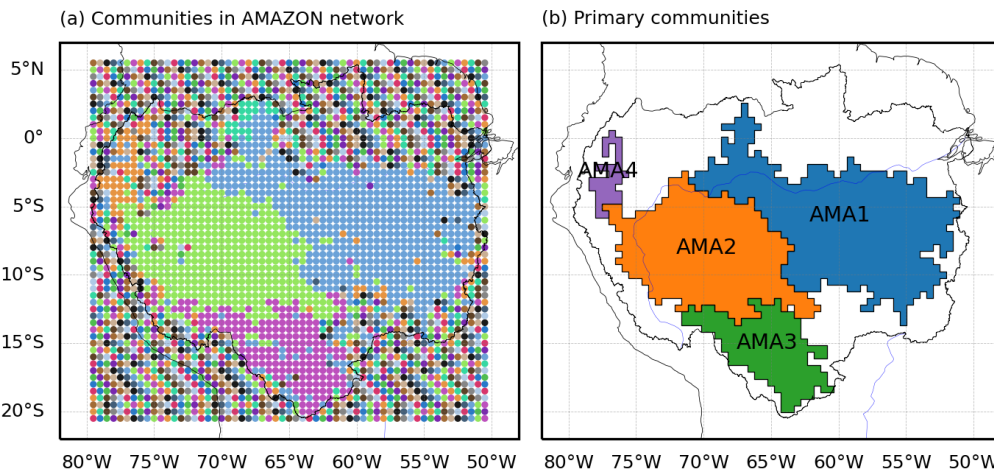 (a) Communities in AMAZON network
(b) Primary communities
5°N
0°
5°S
10°S
15°S
20°S
80°W 75°W 70°W 65°W 60°W 55°W 50°W
AMA4
AMA1
AMA2
AMA3
80°W 75°W 70°W 65°W 60°W 55°W 50°W